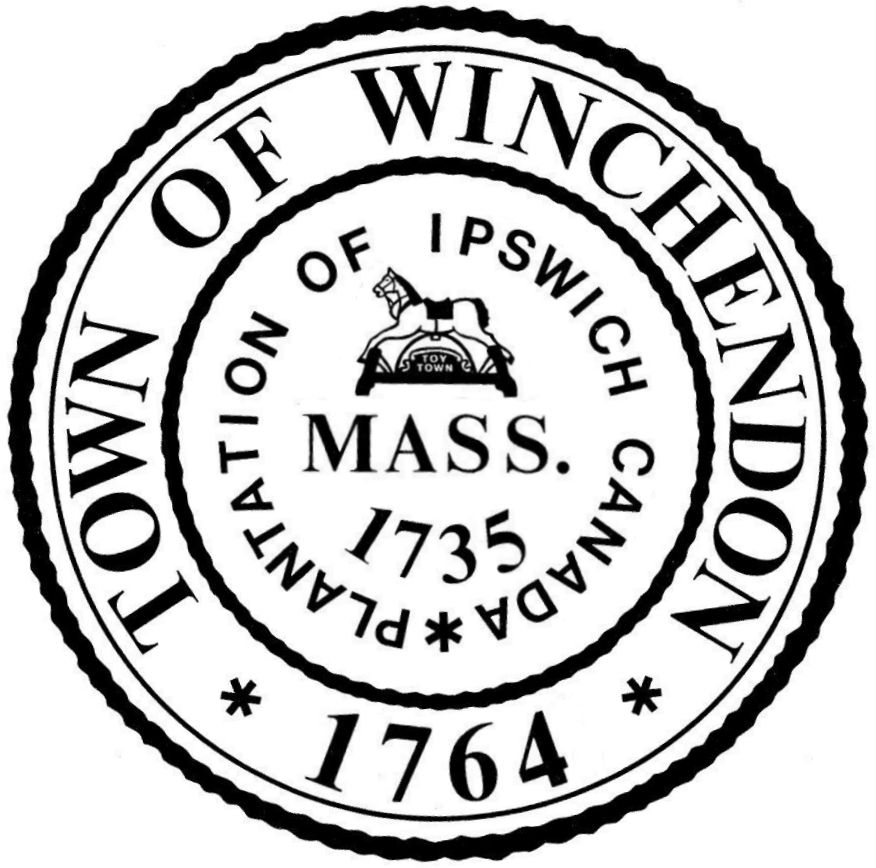 TOWN OF WINCHENDON
* 1764 *
PLANTATION OF IPSWICH CANADA *
TOY
TOWN
MASS.
1735